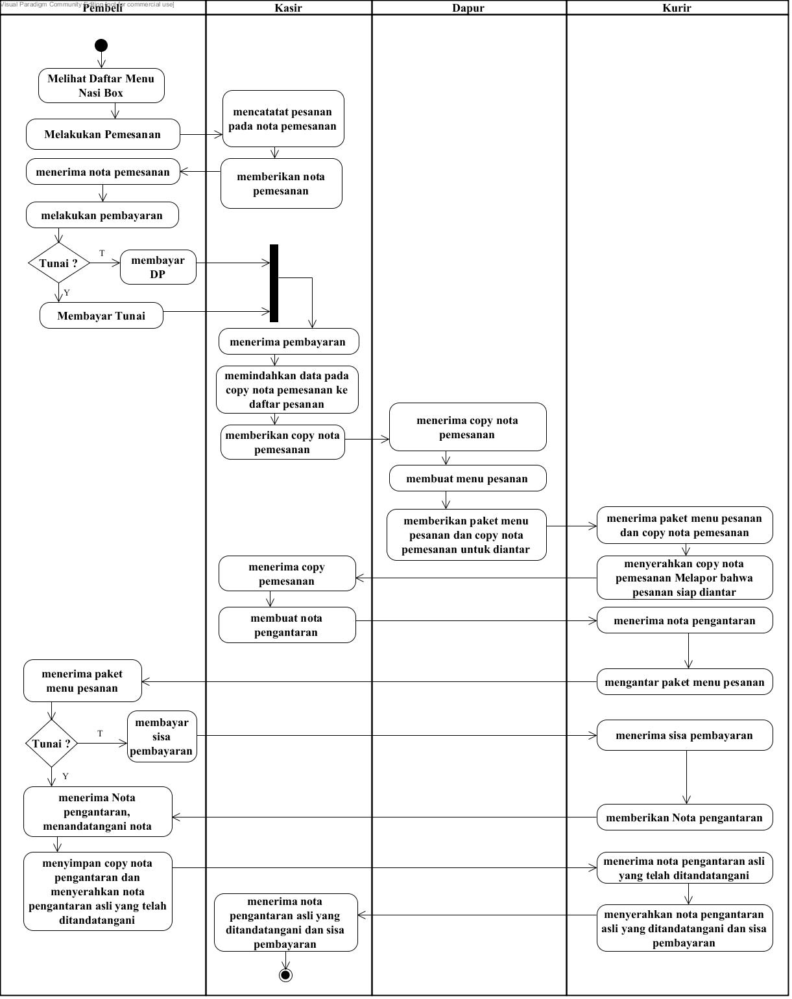 Visual Paradigm Community Edition [not for commercial use]
Pembeli
Kasir
Dapur
Kurir
Melihat Daftar Menu
Nasi Box
Melakukan Pemesanan
mencatatat pesanan
pada nota pemesanan
menerima nota pemesanan
memberikan nota
pemesanan
melakukan pembayaran
Tunai ?
T
membayar
DP
Y
Membayar Tunai
menerima pembayaran
memindahkan data pada
copy nota pemesanan ke
daftar pesanan
memberikan copy nota
pemesanan
menerima copy nota
pemesanan
membuat menu pesanan
memberikan paket menu
pesanan dan copy nota
pemesanan untuk diantar
menerima paket menu pesanan
dan copy nota pemesanan
menyerahkan copy nota
pemesanan Melapor bahwa
pesanan siap diantar
menerima copy
pemesanan
membuat nota
pengantaran
menerima nota pengantaran
mengantar paket menu pesanan
menerima paket
menu pesanan
Tunai ?
T
membayar
sisa
pembayaran
menerima sisa pembayaran
Y
menerima Nota
pengantaran,
menandatangani nota
memberikan Nota pengantaran
menyimpan copy nota
pengantaran dan
menyerahkan nota
pengantaran asli yang telah
ditandatangani
menerima nota pengantaran asli
yang telah ditandatangani
menyerahkan nota pengantaran
asli yang ditandatangani dan sisa
pembayaran
menerima nota
pengantaran asli yang
ditandatangani dan sisa
pembayaran